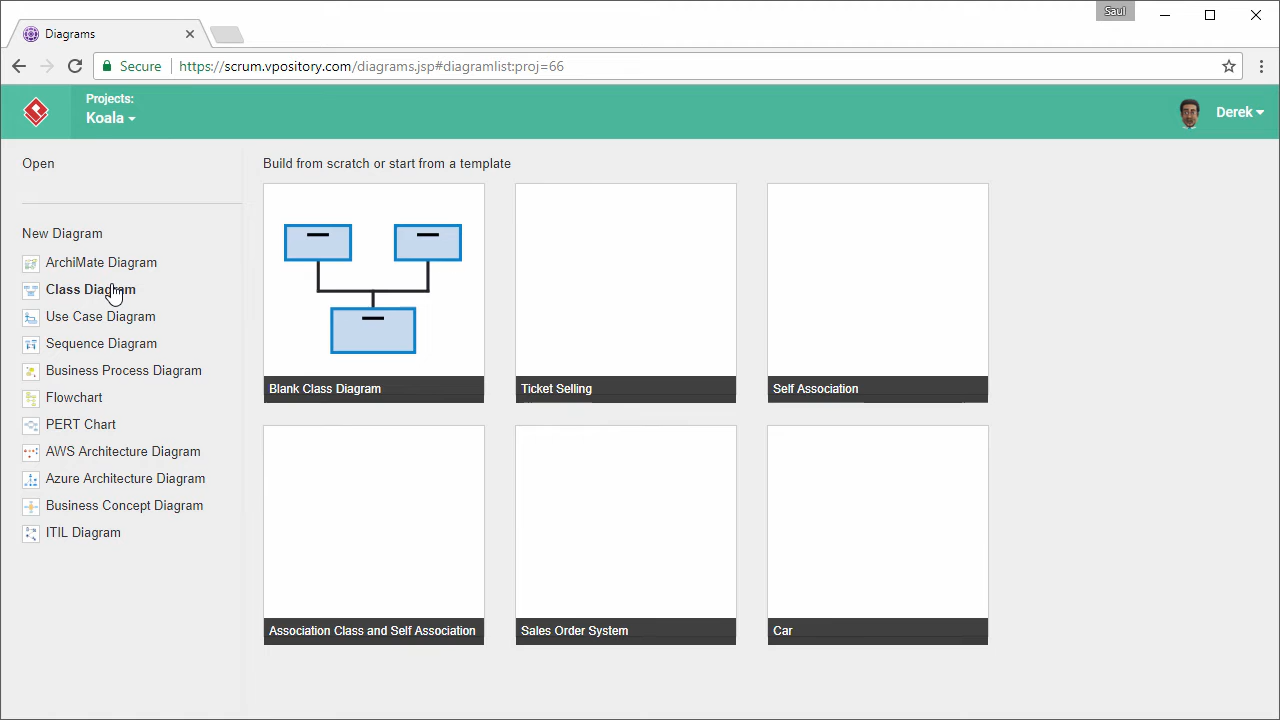 Saul
Diagrams
Secure
https://scrum.vpository.com/diagrams.jsp#diagramlist:proj=66
Projects:
Koala
Derek
Open
New Diagram
ArchiMate Diagram
Class Diagram
Use Case Diagram
Sequence Diagram
Business Process Diagram
Flowchart
PERT Chart
AWS Architecture Diagram
Azure Architecture Diagram
Business Concept Diagram
ITIL Diagram
Build from scratch or start from a template
Blank Class Diagram
Ticket Selling
Self Association
Association Class and Self Association
Sales Order System
Car